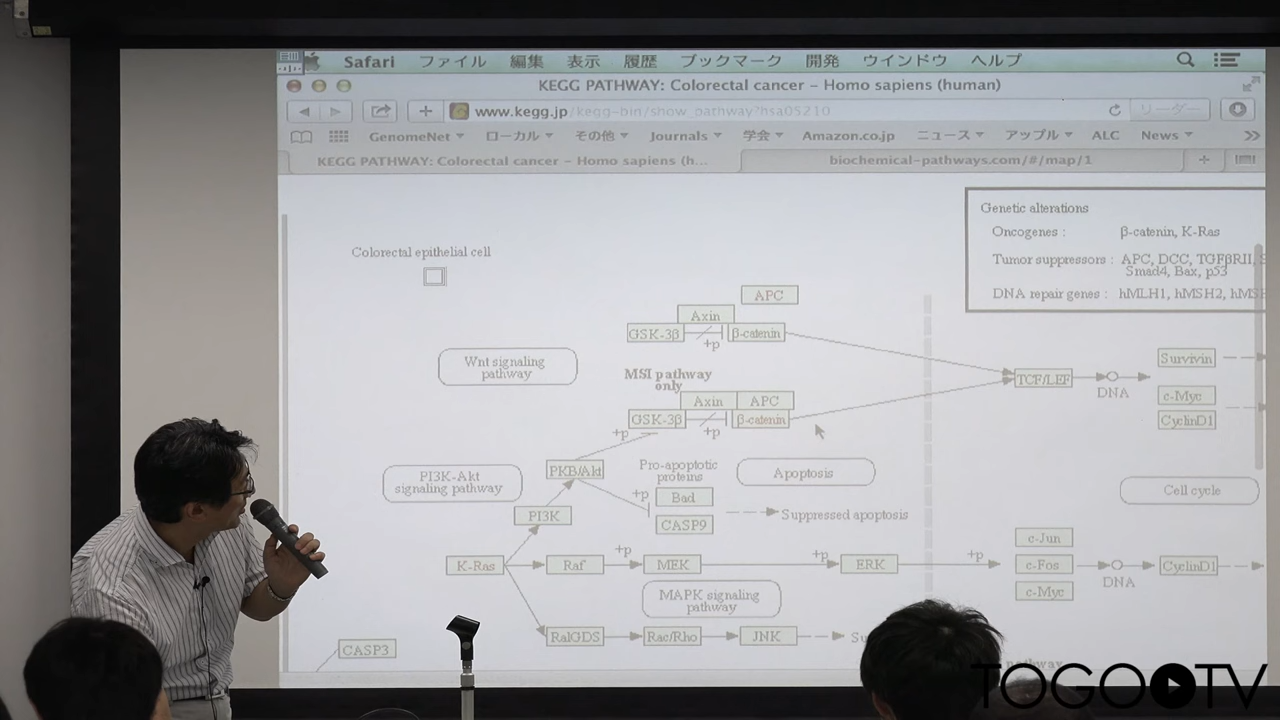 Safari ファイル 編集 表示 履歴 ブックマーク 開発 ウインドウ ヘルプ
KEGG PATHWAY: Colorectal cancer – Homo sapiens (human)
www.kegg.jp/kegg-bin/show_pathway?hsa05210 リーダー
GenomeNet ローカル その他 Journals 学会 Amazon.co.jp ニュース アップル ALC News
KEGG PATHWAY: Colorectal cancer – Homo sapiens (h... biochemical-pathways.com/#/map/1
Genetic alterations
Oncogenes : β-catenin, K-Ras
Tumor suppressors : APC, DCC, TGFβRII, S
Smad4, Bax, p53
DNA repair genes : hMLH1, hMSH2, hMS
Colorectal epithelial cell
APC
Axin
GSK-3β β-catenin
+p
Wnt signaling
pathway
MSI pathway
only
Axin APC
GSK-3β β-catenin
+p +p
TCF/LEF
DNA
Survivin
c-Myc
CyclinD1
PI3K-Akt
signaling pathway
PKB/Akt
Pro-apoptotic
proteins
Apoptosis
+p
Bad
CASP9
Suppressed apoptosis
Cell cycle
PI3K
K-Ras Raf +p MEK +p ERK +p
c-Jun
c-Fos
c-Myc
DNA
CyclinD1
MAPK signaling
pathway
RalGDS Rac/Rho JNK Su
CASP3
pathway
TOGOTV